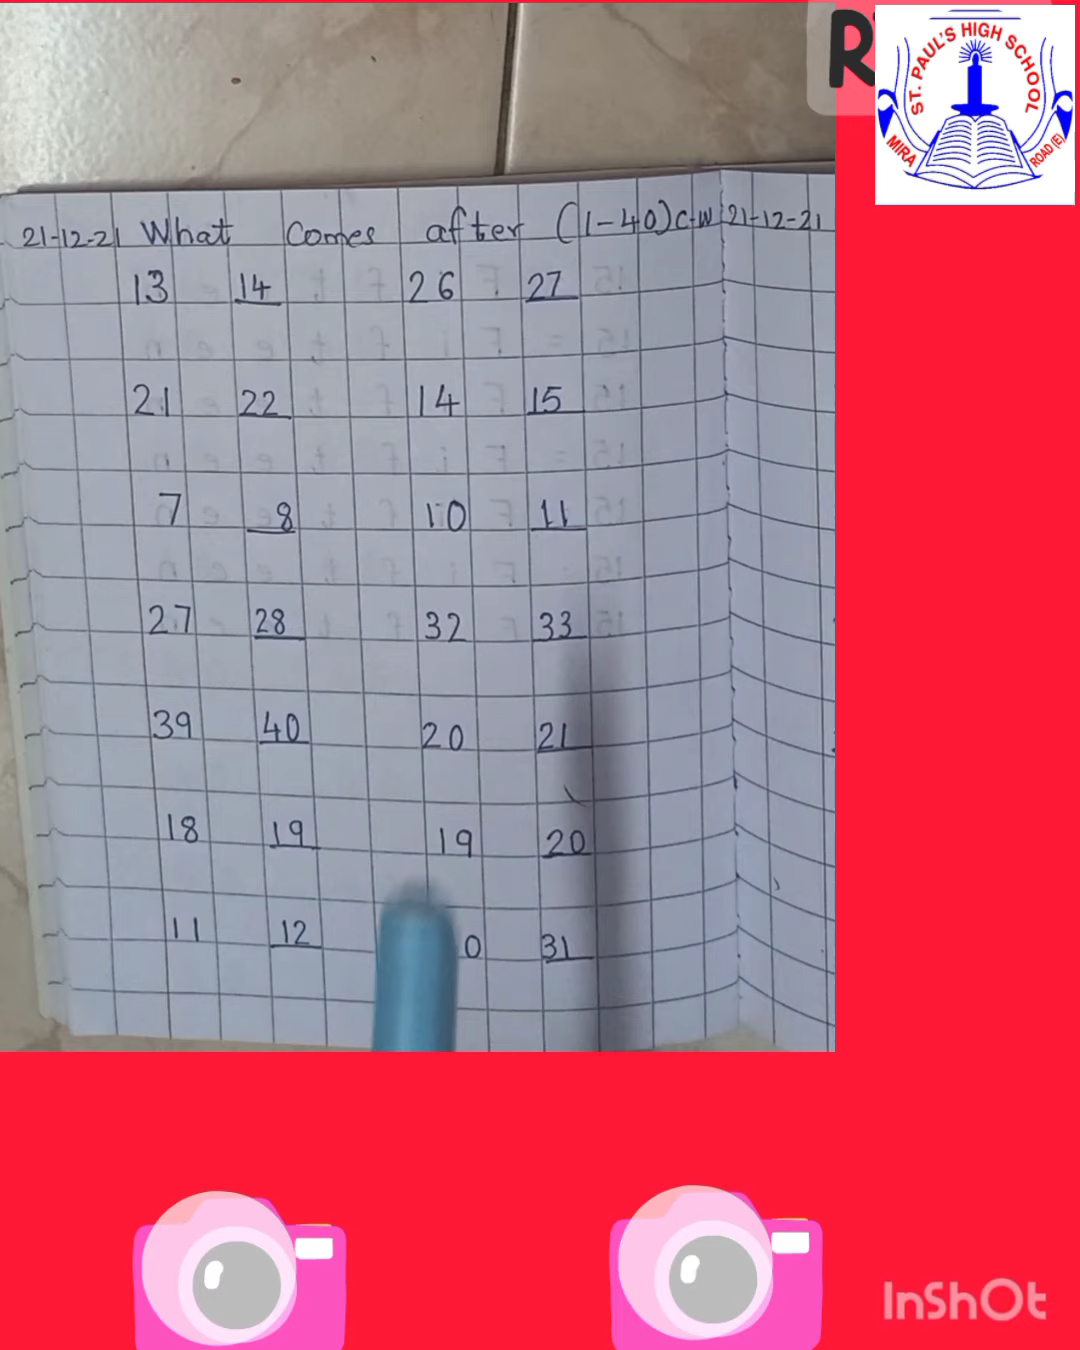 R
ST. PAUL'S HIGH SCHOOL
MIRA ROAD (E)
21-12-21 What comes after (1-40) C.W 21-12-21
13 14 26 27
21 22 14 15
7 8 10 11
27 28 32 33
39 40 20 21
18 19 19 20
11 12 0 31
InShOt